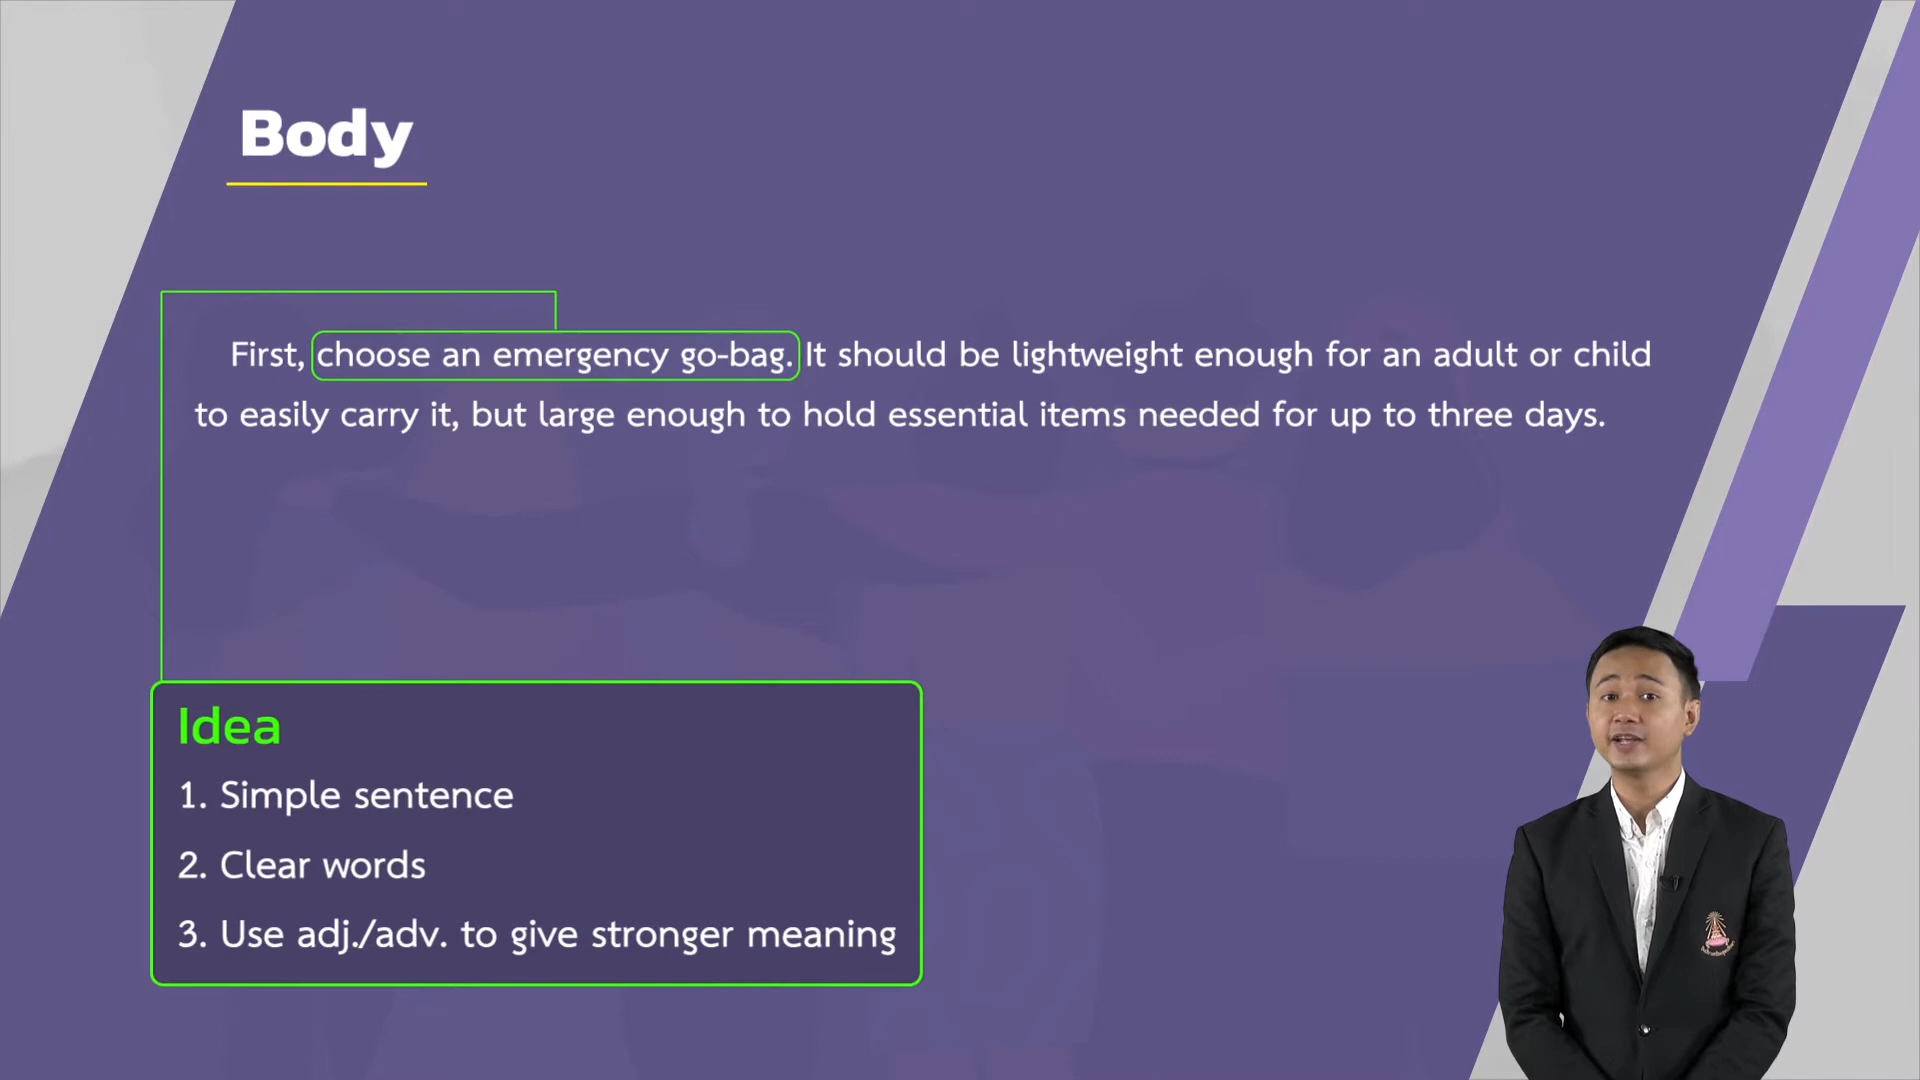 Body
First, choose an emergency go-bag. It should be lightweight enough for an adult or child
to easily carry it, but large enough to hold essential items needed for up to three days.
Idea
1. Simple sentence
2. Clear words
3. Use adj./adv. to give stronger meaning